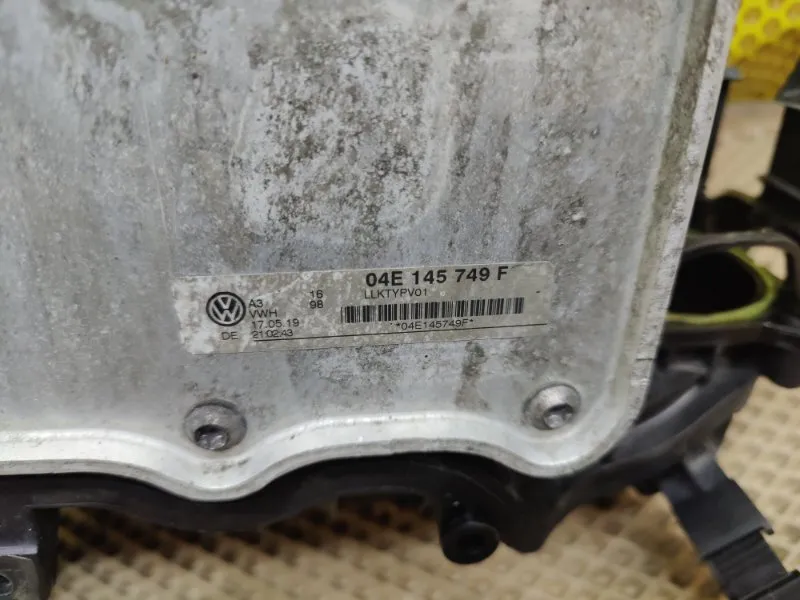 04E 145 749 F
A3 16 LLKTYPV01
VWH 98
17.05.19
DE 21:02:43 *04E145749F*